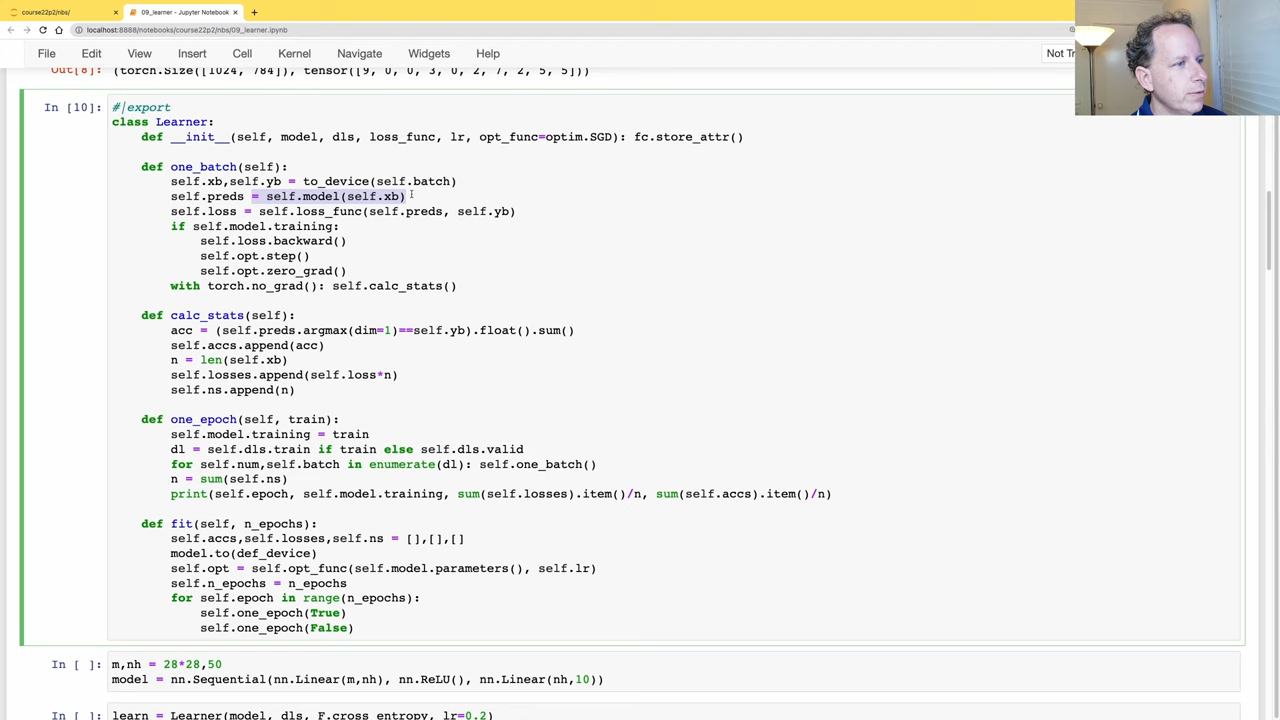 course22p2/nbs/
09_learner - Jupyter Notebook
localhost:8888/notebooks/course22p2/nbs/09_learner.ipynb
File Edit View Insert Cell Kernel Navigate Widgets Help
Not
Out[8]: (torch.Size([1024, 784]), tensor([9, 0, 0, 3, 0, 2, 7, 2, 5, 5]))
In [10]: #|export
class Learner:
    def __init__(self, model, dls, loss_func, lr, opt_func=optim.SGD): fc.store_attr()
    def one_batch(self):
        self.xb,self.yb = to_device(self.batch)
        self.preds = self.model(self.xb)
        self.loss = self.loss_func(self.preds, self.yb)
        if self.model.training:
            self.loss.backward()
            self.opt.step()
            self.opt.zero_grad()
        with torch.no_grad(): self.calc_stats()
    def calc_stats(self):
        acc = (self.preds.argmax(dim=1)==self.yb).float().sum()
        self.accs.append(acc)
        n = len(self.xb)
        self.losses.append(self.loss*n)
        self.ns.append(n)
    def one_epoch(self, train):
        self.model.training = train
        dl = self.dls.train if train else self.dls.valid
        for self.num,self.batch in enumerate(dl): self.one_batch()
        n = sum(self.ns)
        print(self.epoch, self.model.training, sum(self.losses).item()/n, sum(self.accs).item()/n)
    def fit(self, n_epochs):
        self.accs,self.losses,self.ns = [],[],[]
        model.to(def_device)
        self.opt = self.opt_func(self.model.parameters(), self.lr)
        self.n_epochs = n_epochs
        for self.epoch in range(n_epochs):
            self.one_epoch(True)
            self.one_epoch(False)
In [ ]: m,nh = 28*28,50
model = nn.Sequential(nn.Linear(m,nh), nn.ReLU(), nn.Linear(nh,10))
In [ ]: learn = Learner(model, dls, F.cross_entropy, lr=0.2)